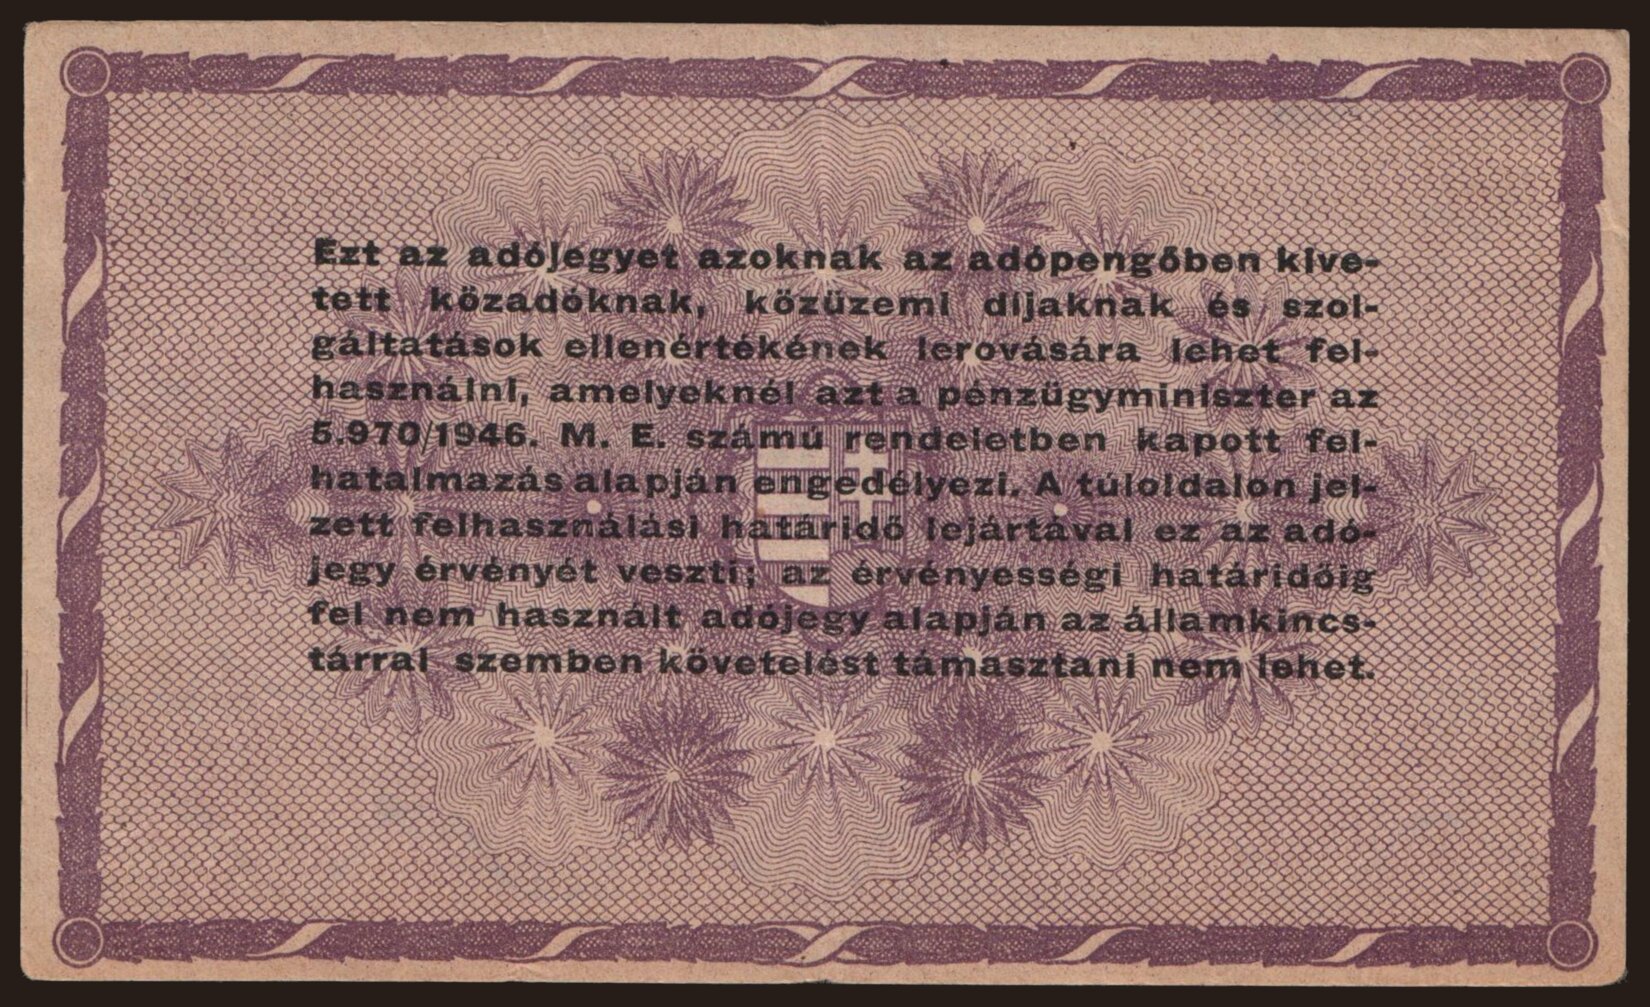 Ezt az adójegyet azoknak az adópengőben kive-
tett közadóknak, közüzemi díjaknak és szol-
gáltatások ellenértékének lerovására lehet fel-
használni, amelyeknél azt a pénzügyminiszter az
5.970/1946. M. E. számú rendeletben kapott fel-
hatalmazás alapján engedélyezi. A túloldalon jel-
zett felhasználási határidő lejártával ez az adó-
jegy érvényét veszti; az érvényességi határidőig
fel nem használt adójegy alapján az államkincs-
tárral szemben követelést támasztani nem lehet.